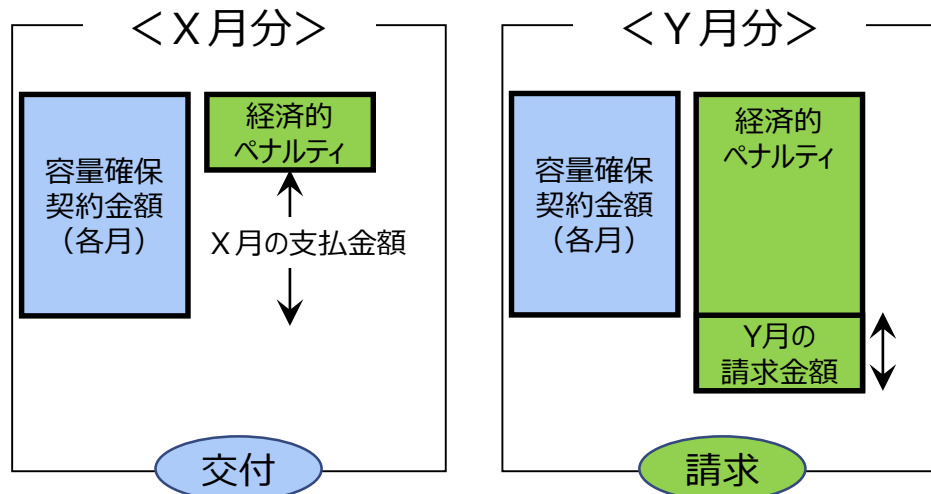 ＜Ｘ月分＞
容量確保
契約金額
（各月）
経済的
ペナルティ
Ｘ月の支払金額
交付
＜Ｙ月分＞
容量確保
契約金額
（各月）
経済的
ペナルティ
Y月の
請求金額
請求